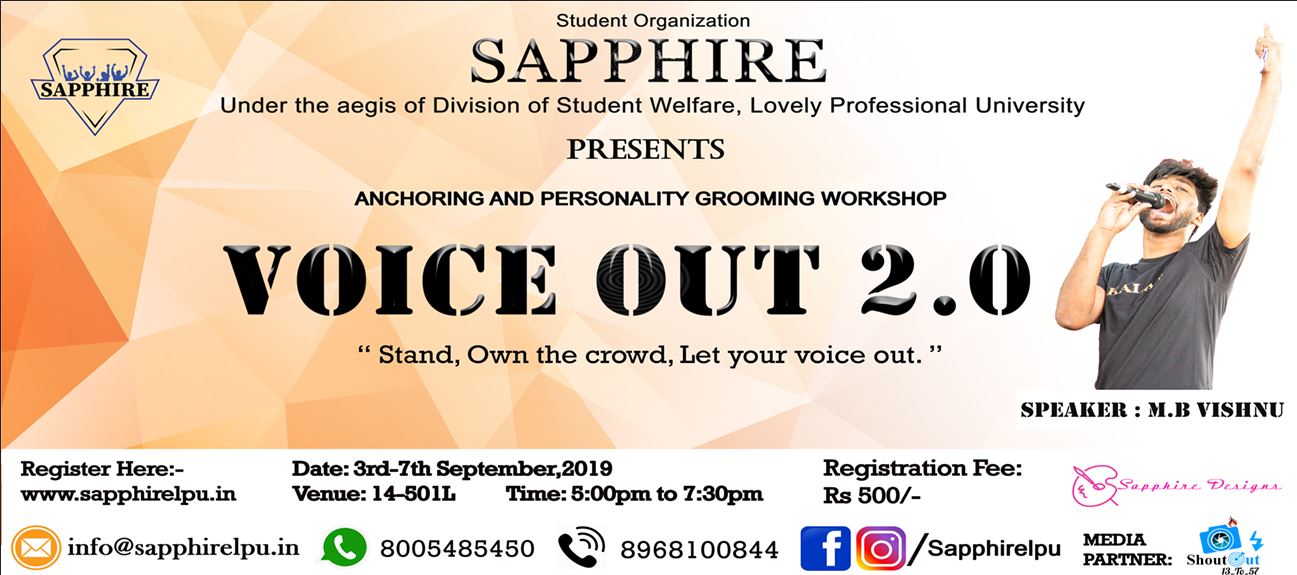 Student Organization
SAPPHIRE
SAPPHIRE
Under the aegis of Division of Student Welfare, Lovely Professional University
PRESENTS
ANCHORING AND PERSONALITY GROOMING WORKSHOP
VOICE OUT 2.0
“ Stand, Own the crowd, Let your voice out. ”
KALA
SPEAKER : M.B VISHNU
Register Here:-
www.sapphirelpu.in
Date: 3rd-7th September,2019
Venue: 14-501L Time: 5:00pm to 7:30pm
Registration Fee:
Rs 500/-
Sapphire Designs
info@sapphirelpu.in
8005485450
8968100844
/Sapphirelpu
MEDIA
PARTNER:
ShoutOut
13_To_57